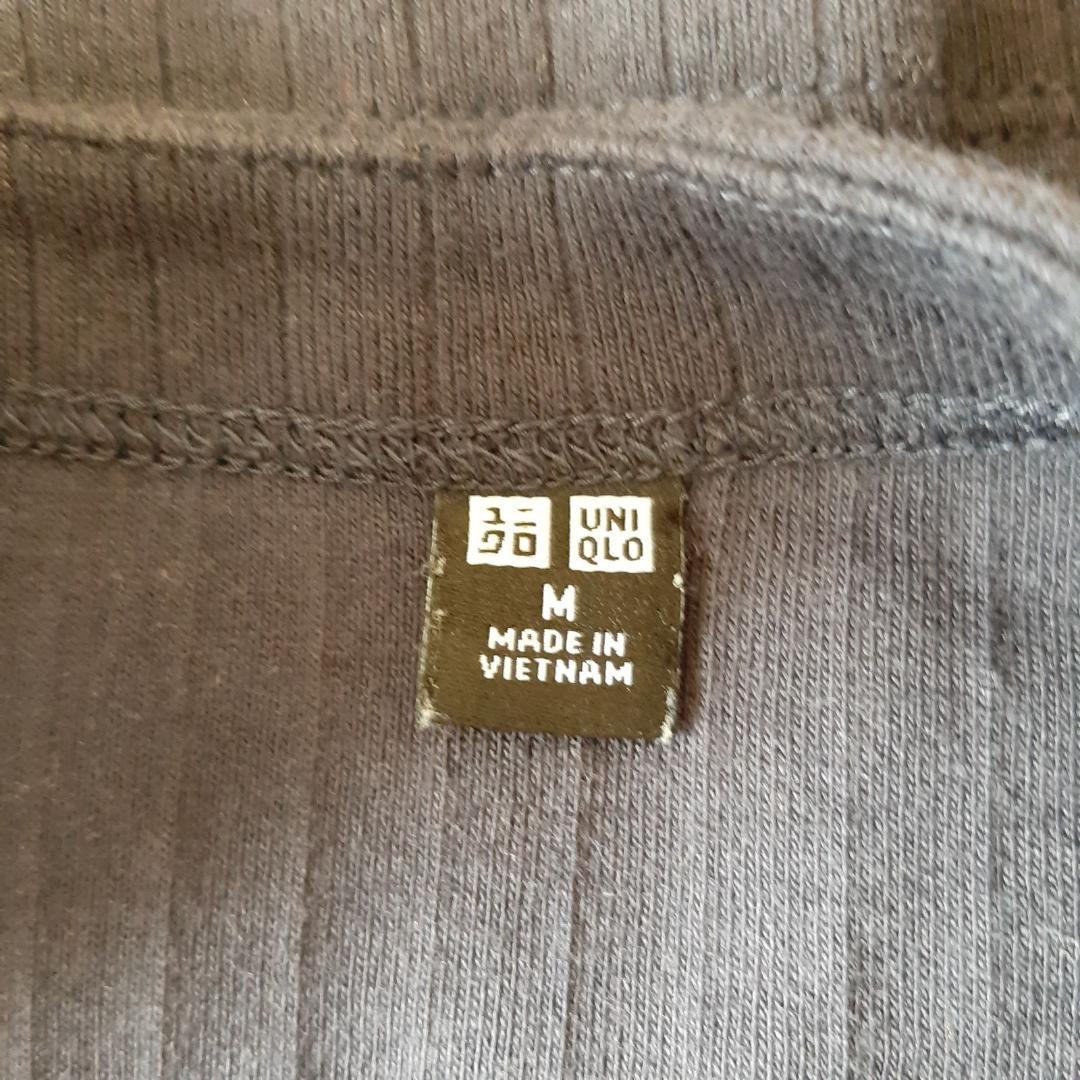 ユニ UNI
クロ QLO
M
MADE IN
VIETNAM